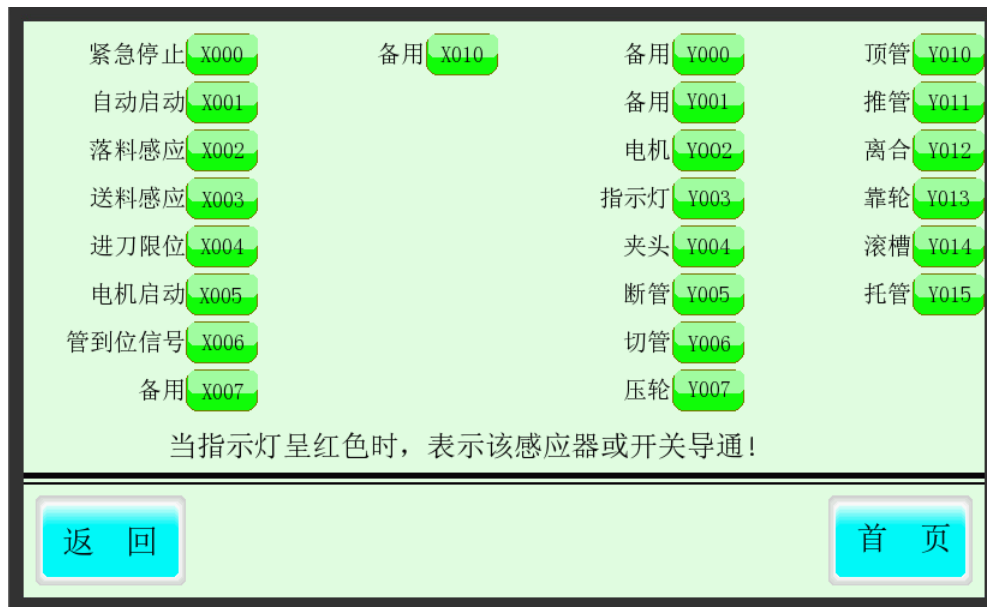 紧急停止 X000 备用 X010 备用 Y000 顶管 Y010
自动启动 X001 备用 Y001 推管 Y011
落料感应 X002 电机 Y002 离合 Y012
送料感应 X003 指示灯 Y003 靠轮 Y013
进刀限位 X004 夹头 Y004 滚槽 Y014
电机启动 X005 断管 Y005 托管 Y015
管到位信号 X006 切管 Y006
备用 X007 压轮 Y007
当指示灯呈红色时，表示该感应器或开关导通!
返 回 首 页